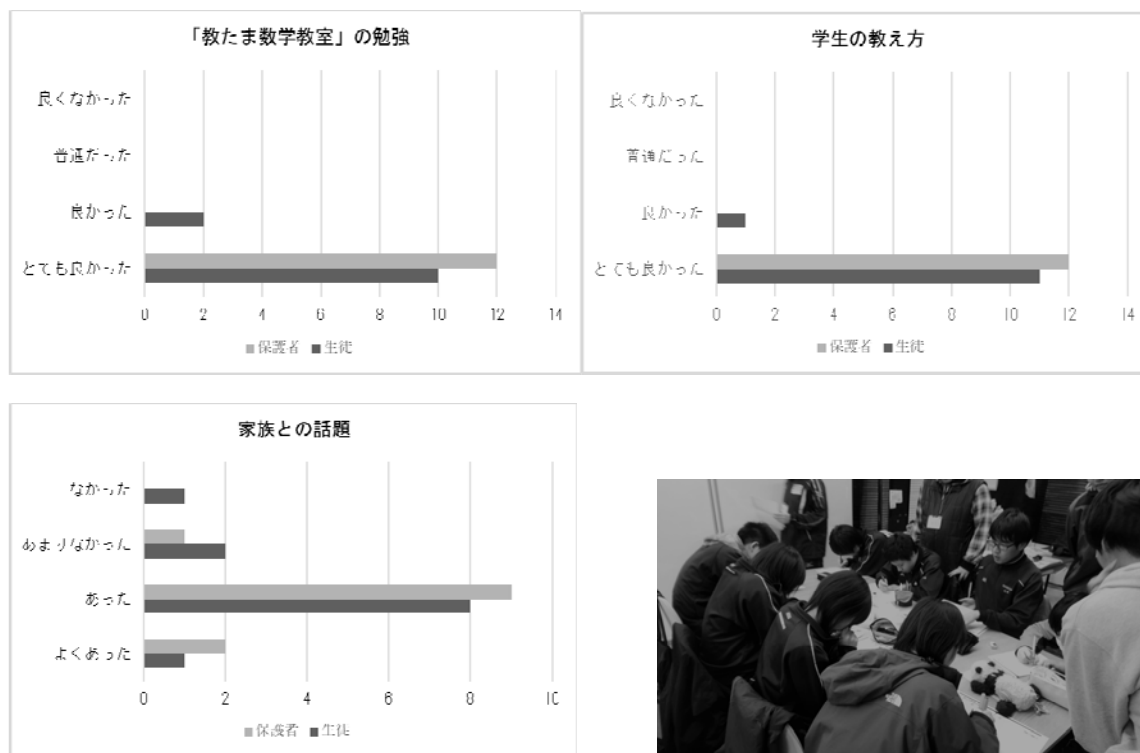 「教たま数学教室」の勉強
良くなかった
普通だった
良かった
とても良かった
0 2 4 6 8 10 12 14
■保護者 ■生徒
学生の教え方
良くなかった
普通だった
良かった
とても良かった
0 2 4 6 8 10 12 14
■保護者 ■生徒
家族との話題
なかった
あまりなかった
あった
よくあった
0 2 4 6 8 10
■保護者 ■生徒